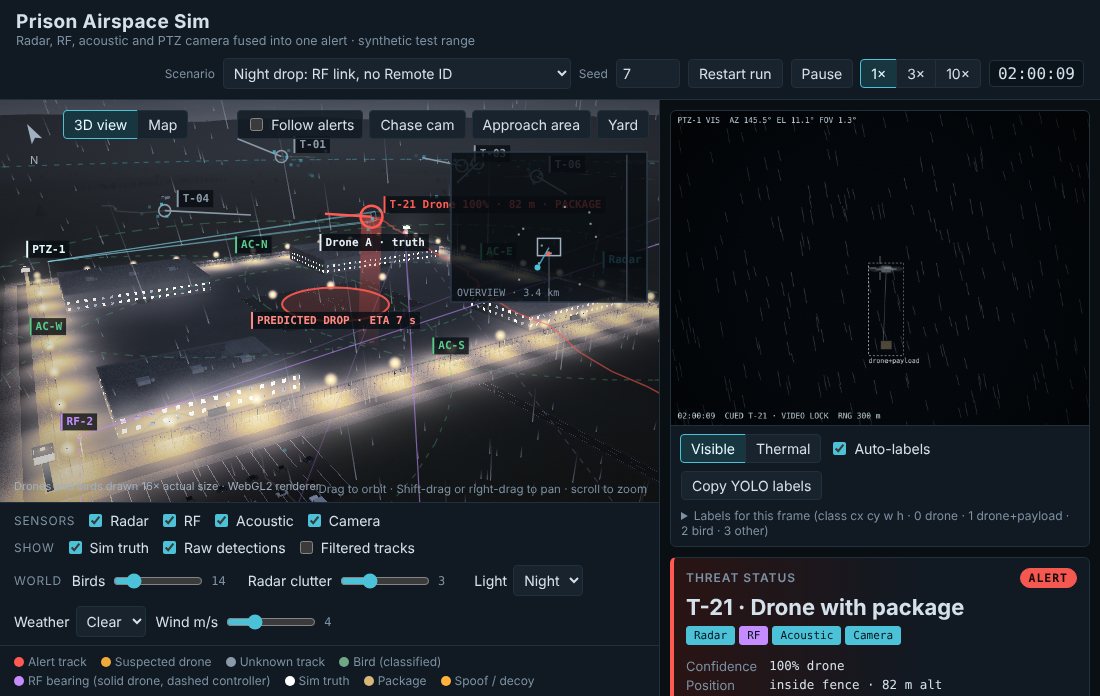 Prison Airspace Sim
Radar, RF, acoustic and PTZ camera fused into one alert · synthetic test range
Scenario
Night drop: RF link, no Remote ID
Seed
7
Restart run
Pause
1×
3×
10×
02:00:09
3D view
Map
Follow alerts
Chase cam
Approach area
Yard
N
T-01
T-03
T-06
T-04
T-21 Drone 100% · 82 m · PACKAGE
PTZ-1
AC-N
Drone A · truth
AC-E
Radar
OVERVIEW · 3.4 km
PREDICTED DROP · ETA 7 s
AC-W
AC-S
RF-2
Drones and birds drawn 16× actual size · WebGL2 renderer
Drag to orbit · Shift-drag or right-drag to pan · scroll to zoom
SENSORS
Radar
RF
Acoustic
Camera
SHOW
Sim truth
Raw detections
Filtered tracks
WORLD
Birds
14
Radar clutter
3
Light
Night
Weather
Clear
Wind m/s
4
Alert track
Suspected drone
Unknown track
Bird (classified)
RF bearing (solid drone, dashed controller)
Sim truth
Package
Spoof / decoy
PTZ-1 VIS AZ 145.5° EL 11.1° FOV 1.3°
drone+payload
02:00:09 CUED T-21 · VIDEO LOCK RNG 300 m
Visible
Thermal
Auto-labels
Copy YOLO labels
Labels for this frame (class cx cy w h · 0 drone · 1 drone+payload ·
2 bird · 3 other)
THREAT STATUS
ALERT
T-21 · Drone with package
Radar
RF
Acoustic
Camera
Confidence
100% drone
Position
inside fence · 82 m alt